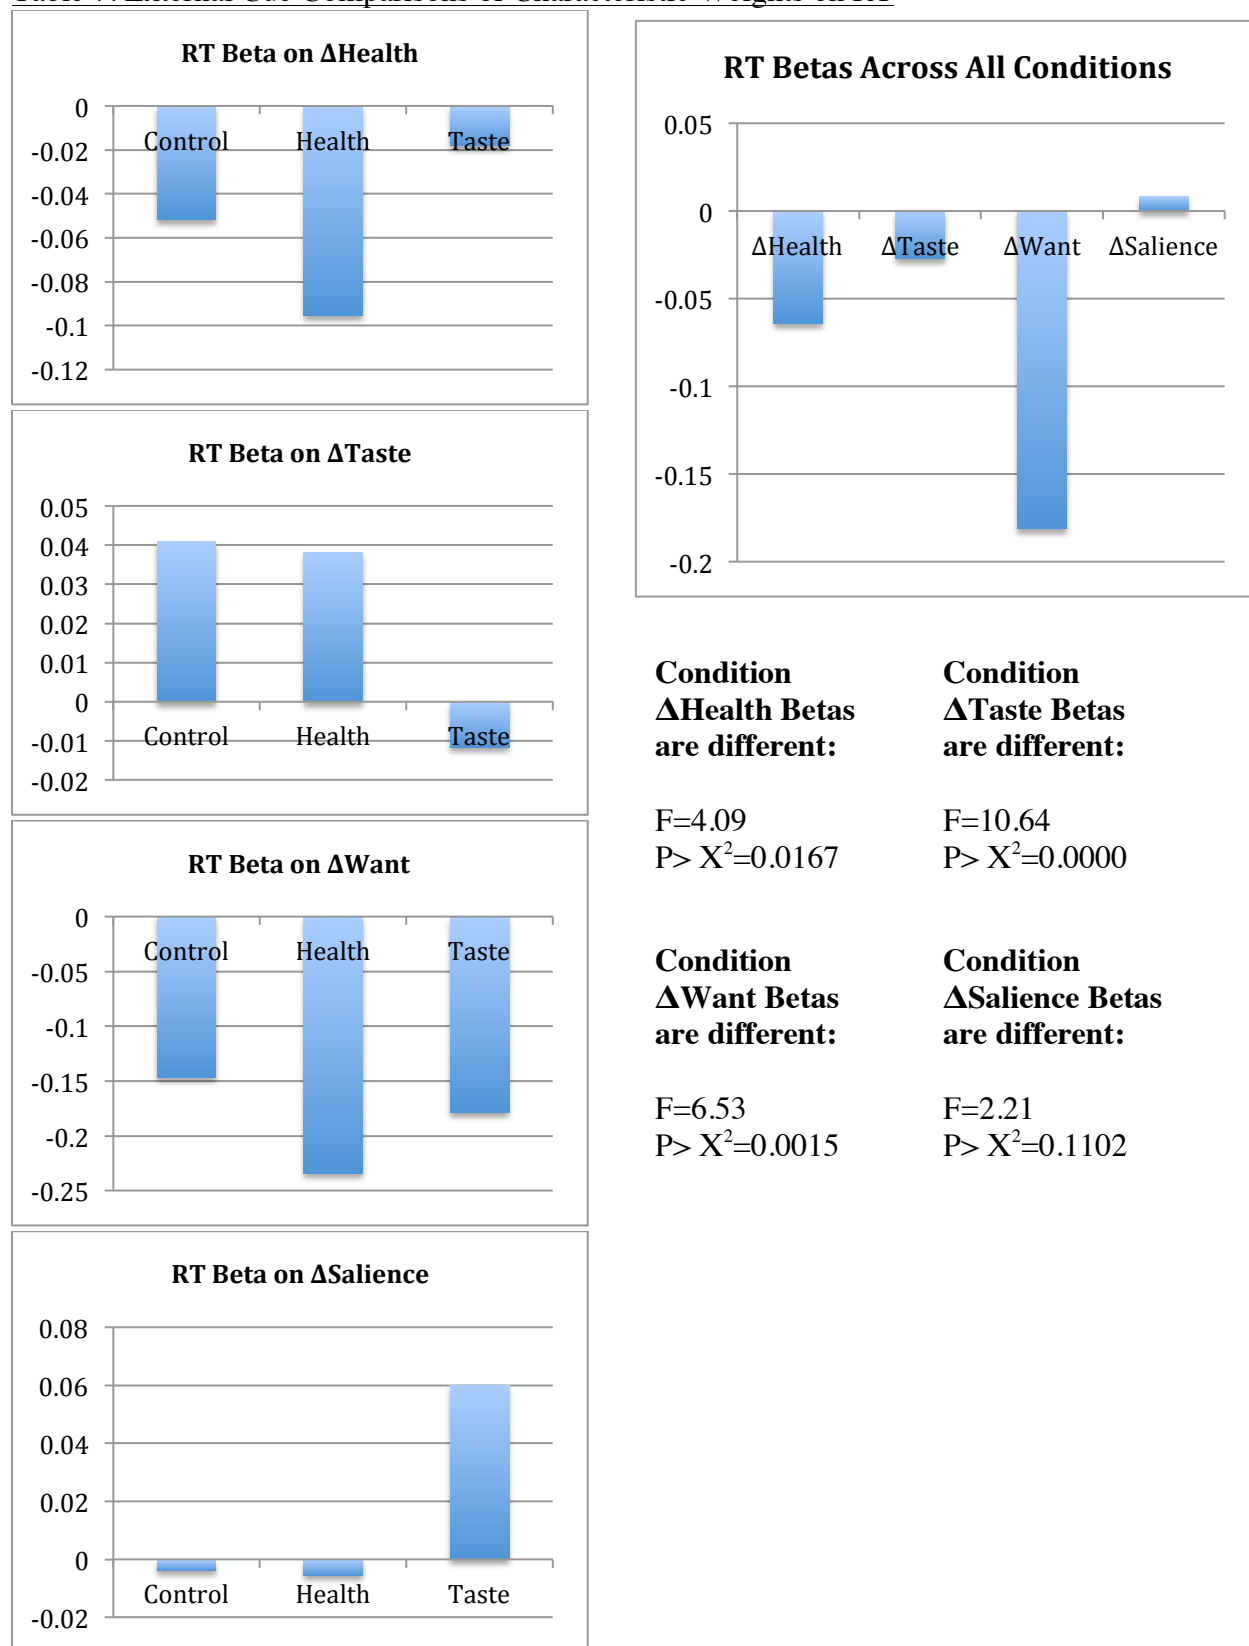 RT Beta on ΔHealth
0
-0.02
-0.04
-0.06
-0.08
-0.1
-0.12
Control Health Taste
RT Beta on ΔTaste
0.05
0.04
0.03
0.02
0.01
0
-0.01
-0.02
Control Health Taste
RT Beta on ΔWant
0
-0.05
-0.1
-0.15
-0.2
-0.25
Control Health Taste
RT Beta on ΔSalience
0.08
0.06
0.04
0.02
0
-0.02
Control Health Taste
RT Betas Across All Conditions
0.05
0
-0.05
-0.1
-0.15
-0.2
ΔHealth ΔTaste ΔWant ΔSalience
Condition
ΔHealth Betas
are different:
F=4.09
P> X²=0.0167
Condition
ΔTaste Betas
are different:
F=10.64
P> X²=0.0000
Condition
ΔWant Betas
are different:
F=6.53
P> X²=0.0015
Condition
ΔSalience Betas
are different:
F=2.21
P> X²=0.1102